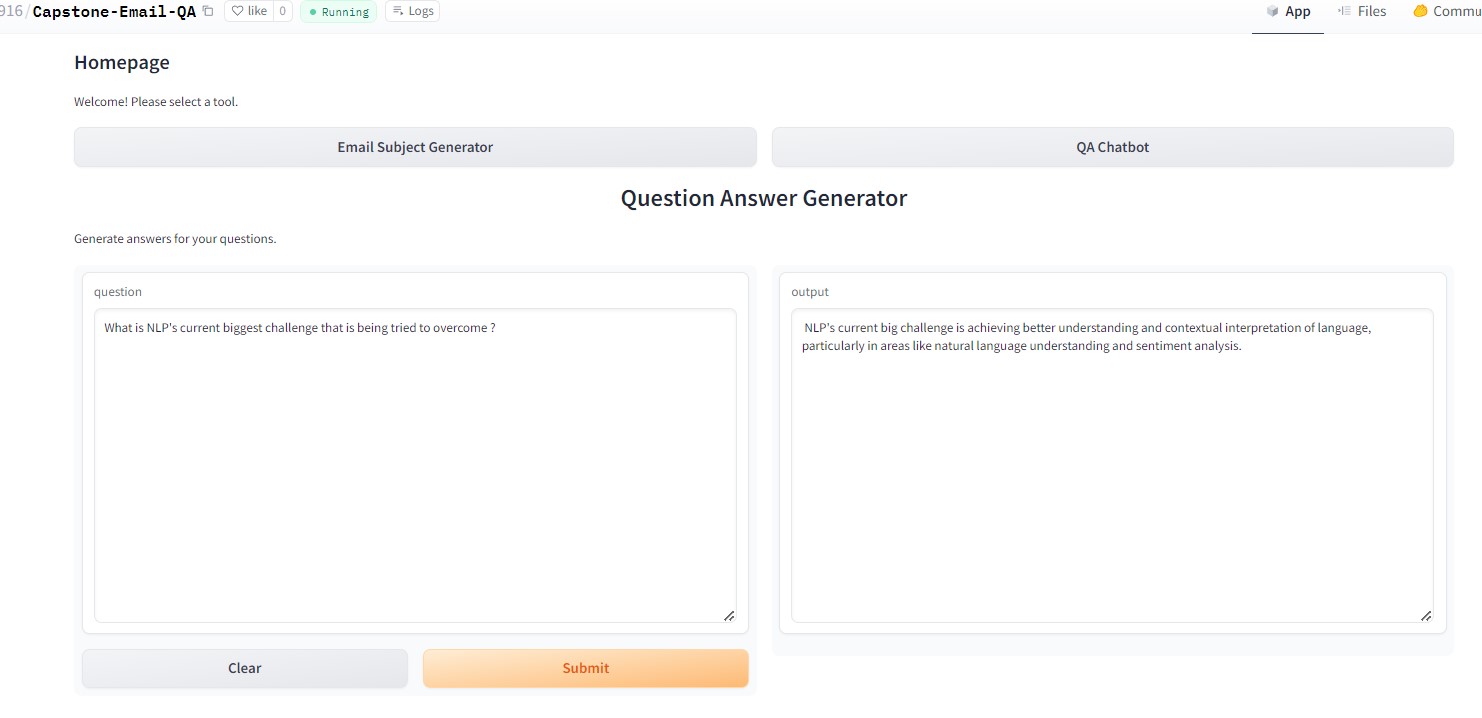 916/Capstone-Email-QA like 0 Running Logs App Files Commu
Homepage
Welcome! Please select a tool.
Email Subject Generator QA Chatbot
Question Answer Generator
Generate answers for your questions.
question output
What is NLP's current biggest challenge that is being tried to overcome ?
NLP's current big challenge is achieving better understanding and contextual interpretation of language,
particularly in areas like natural language understanding and sentiment analysis.
Clear Submit